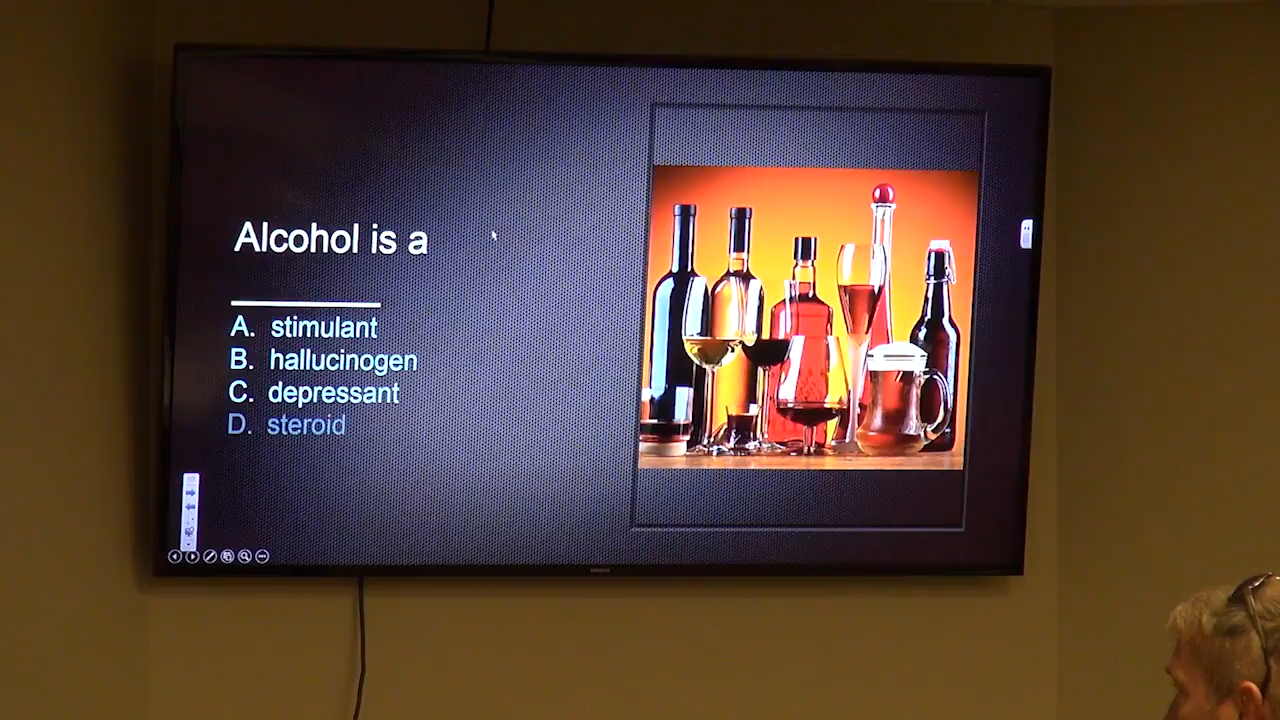 Alcohol is a
A. stimulant
B. hallucinogen
C. depressant
D. steroid